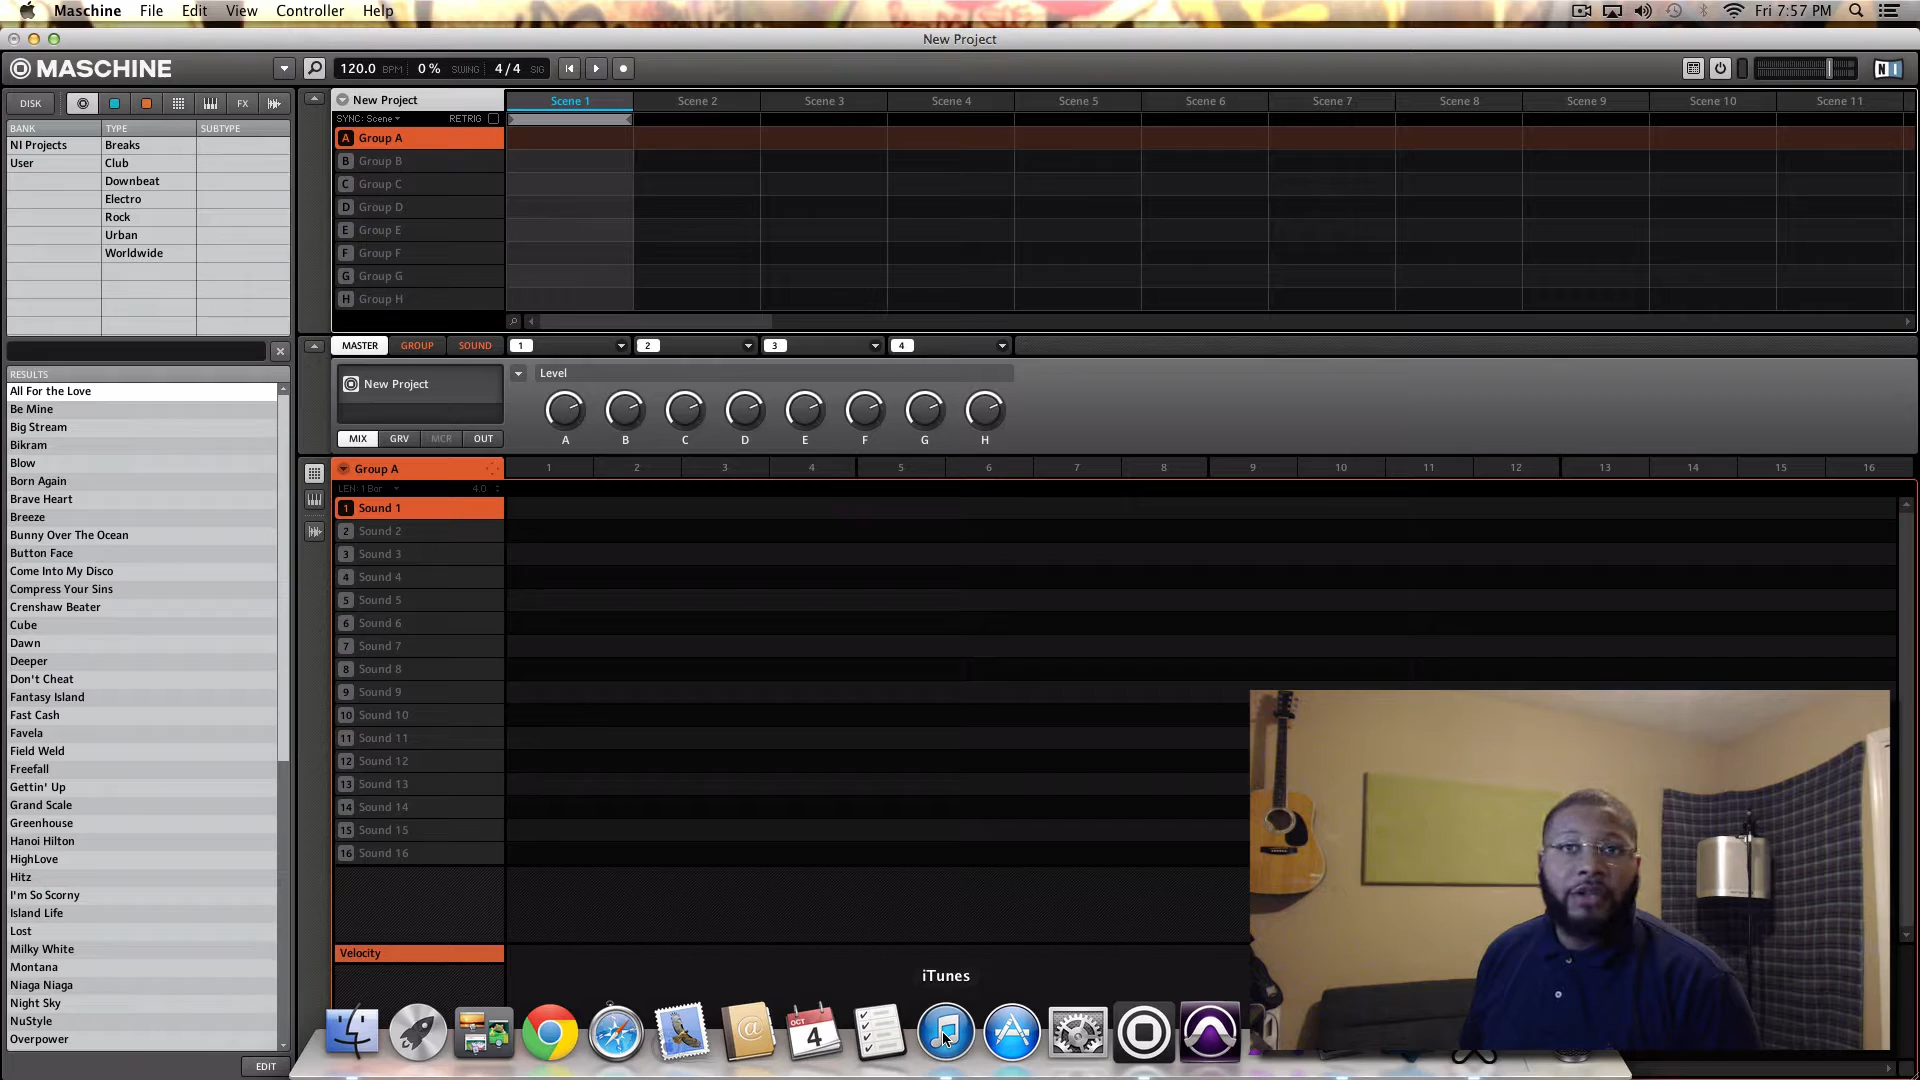 Maschine File Edit View Controller Help Fri 7:57 PM
New Project
MASCHINE 120.0 BPM 0% SWING 4/4 SIG
DISK FX
BANK TYPE SUBTYPE
NI Projects Breaks
User Club
Downbeat
Electro
Rock
Urban
Worldwide
RESULTS
All For the Love
Be Mine
Big Stream
Bikram
Blow
Born Again
Brave Heart
Breeze
Bunny Over The Ocean
Button Face
Come Into My Disco
Compress Your Sins
Crenshaw Beater
Cube
Dawn
Deeper
Don't Cheat
Fantasy Island
Fast Cash
Favela
Field Weld
Freefall
Gettin' Up
Grand Scale
Greenhouse
Hanoi Hilton
HighLove
Hitz
I'm So Scorny
Island Life
Lost
Milky White
Montana
Niaga Niaga
Night Sky
NuStyle
Overpower
EDIT
New Project Scene 1 Scene 2 Scene 3 Scene 4 Scene 5 Scene 6 Scene 7 Scene 8 Scene 9 Scene 10 Scene 11
SYNC: Scene RETRIG
A Group A
B Group B
C Group C
D Group D
E Group E
F Group F
G Group G
H Group H
MASTER GROUP SOUND 1 2 3 4
New Project Level
MIX GRV MCR OUT A B C D E F G H
Group A 1 2 3 4 5 6 7 8 9 10 11 12 13 14 15 16
LEN: 1 Bar 4.0
1 Sound 1
2 Sound 2
3 Sound 3
4 Sound 4
5 Sound 5
6 Sound 6
7 Sound 7
8 Sound 8
9 Sound 9
10 Sound 10
11 Sound 11
12 Sound 12
13 Sound 13
14 Sound 14
15 Sound 15
16 Sound 16
Velocity
iTunes
OCT
4